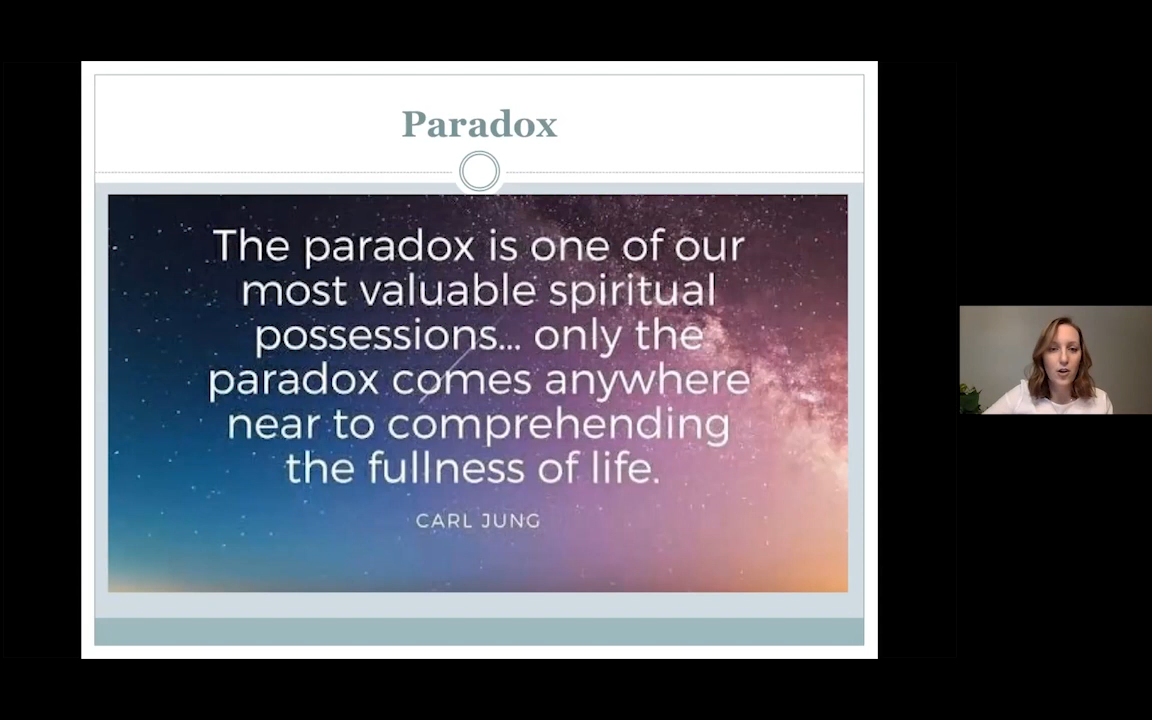 Paradox
The paradox is one of our
most valuable spiritual
possessions... only the
paradox comes anywhere
near to comprehending
the fullness of life.
CARL JUNG